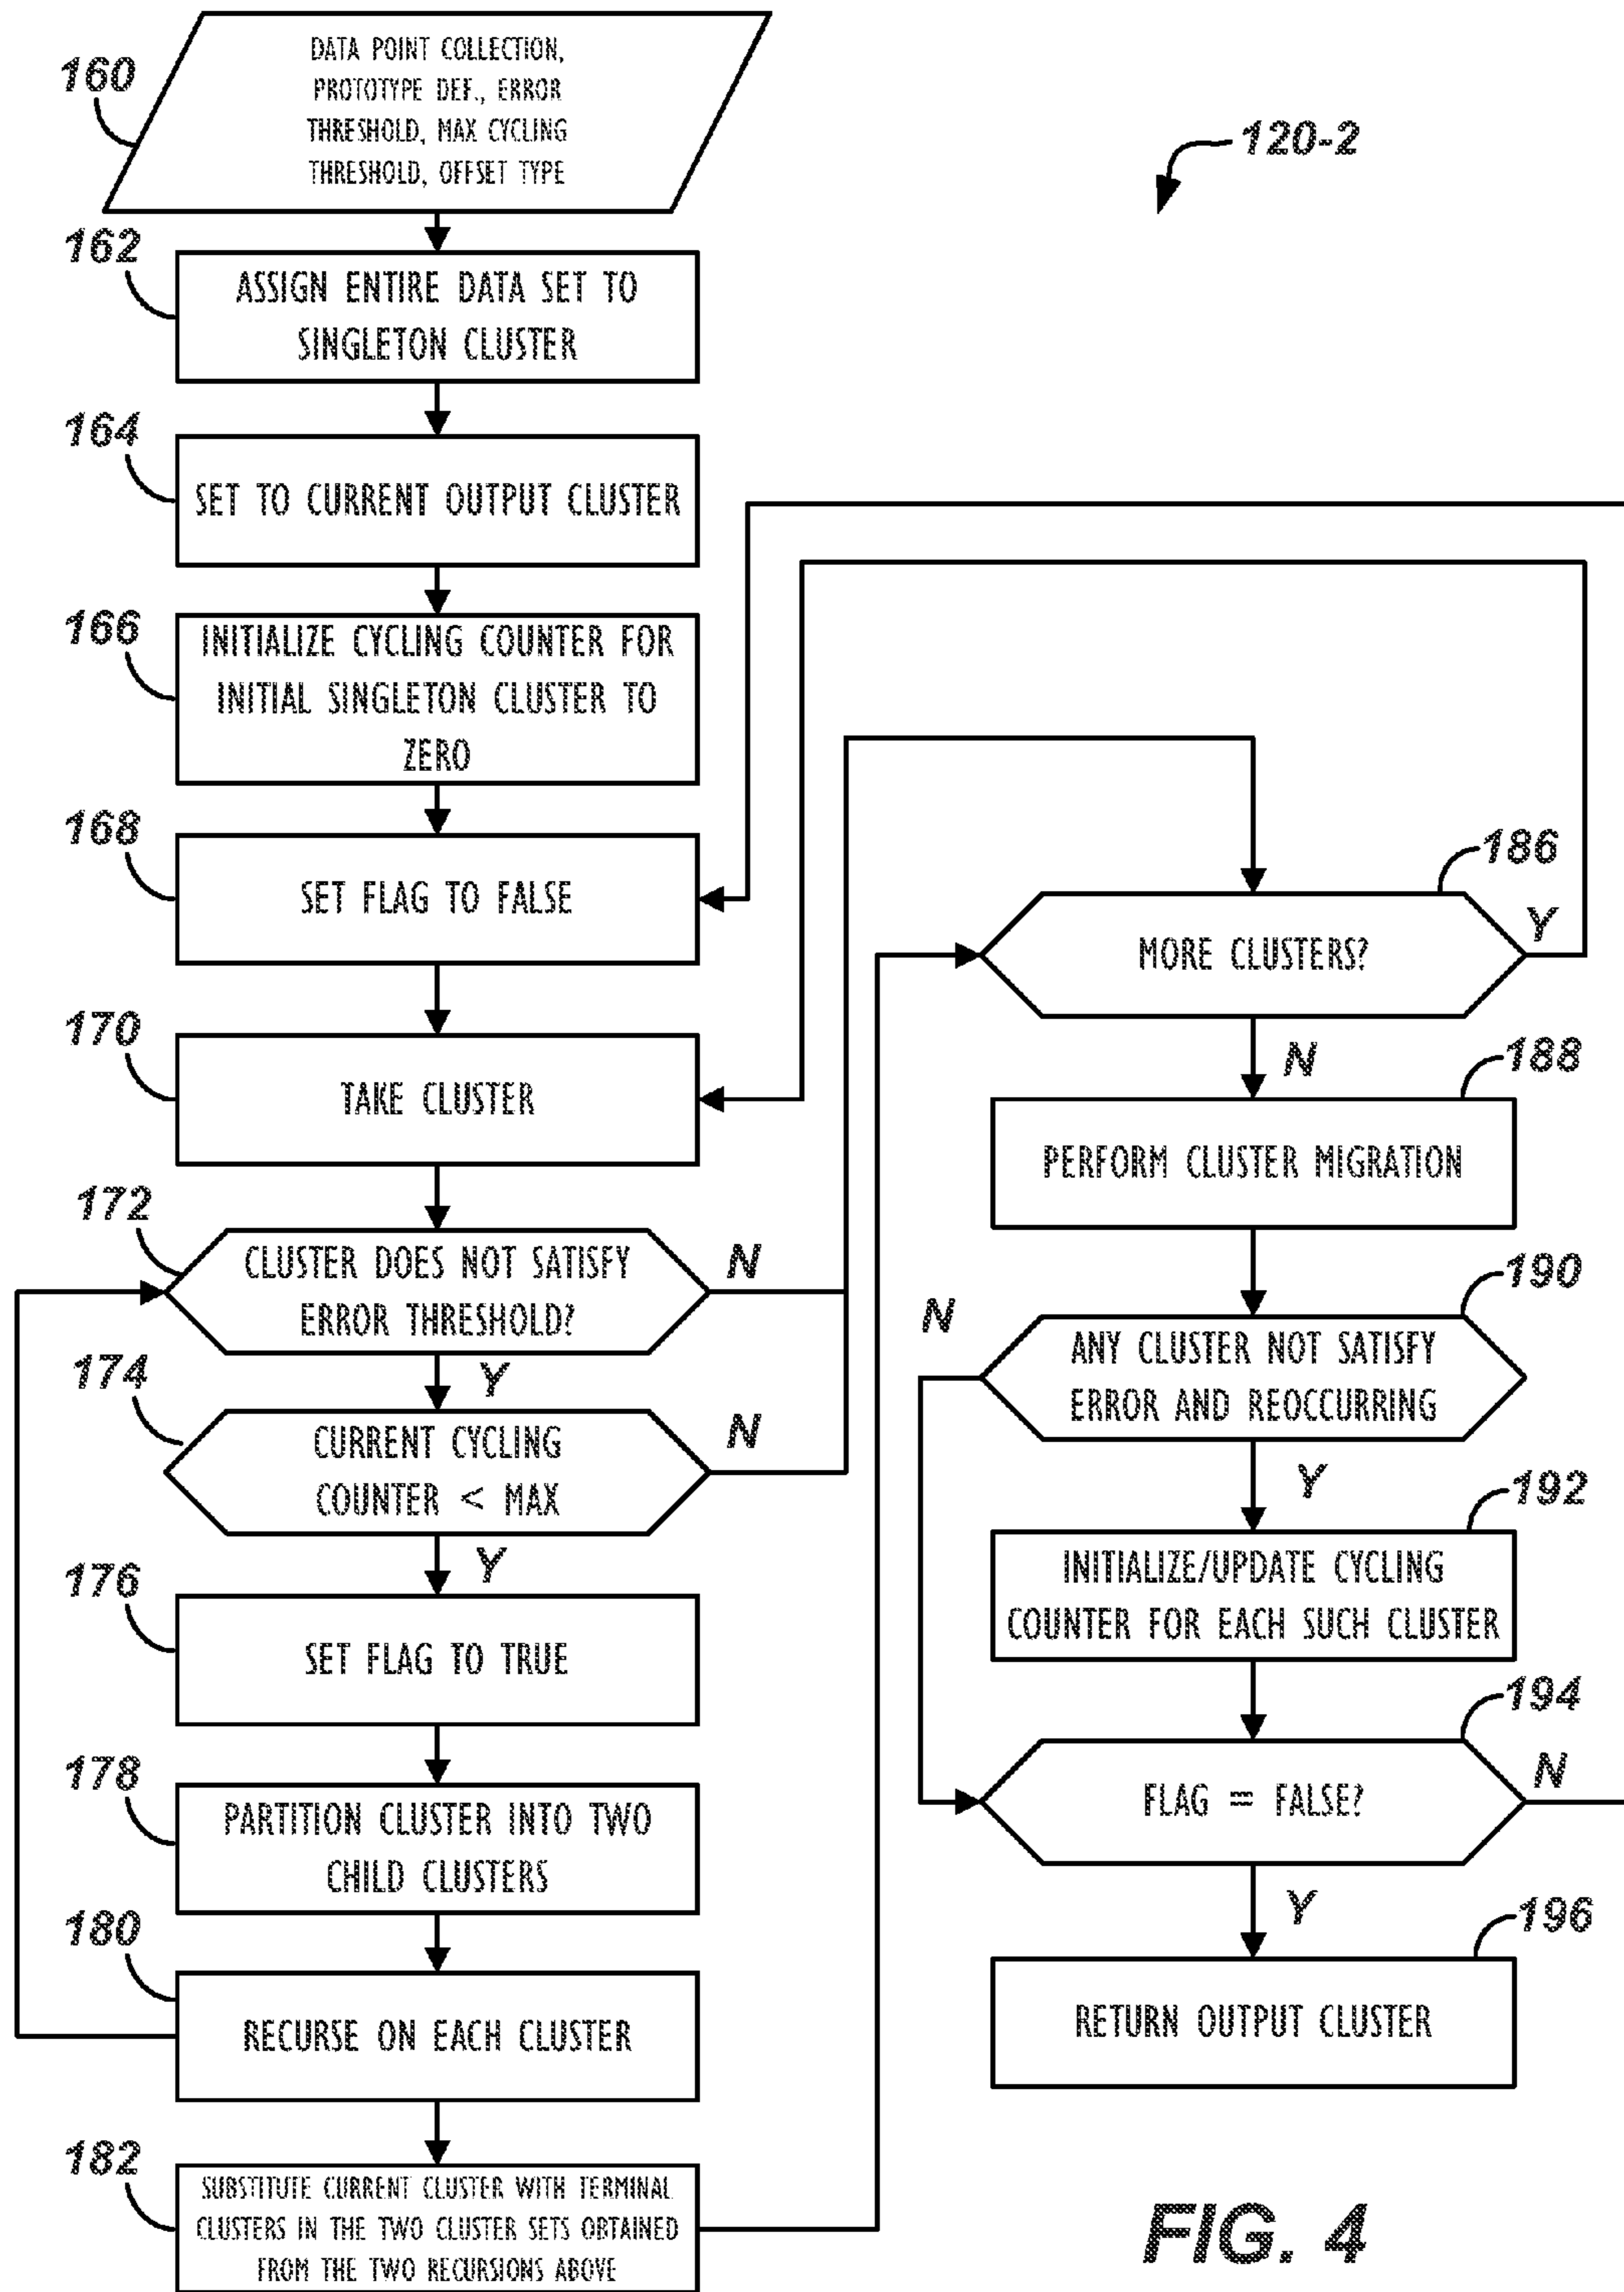 160
DATA POINT COLLECTION,
PROTOTYPE DEF., ERROR
THRESHOLD, MAX CYCLING
THRESHOLD, OFFSET TYPE
120-2
162
ASSIGN ENTIRE DATA SET TO
SINGLETON CLUSTER
164
SET TO CURRENT OUTPUT CLUSTER
166
INITIALIZE CYCLING COUNTER FOR
INITIAL SINGLETON CLUSTER TO
ZERO
168
SET FLAG TO FALSE
170
TAKE CLUSTER
172
CLUSTER DOES NOT SATISFY
ERROR THRESHOLD?
N
Y
174
CURRENT CYCLING
COUNTER < MAX
N
Y
176
SET FLAG TO TRUE
178
PARTITION CLUSTER INTO TWO
CHILD CLUSTERS
180
RECURSE ON EACH CLUSTER
182
SUBSTITUTE CURRENT CLUSTER WITH TERMINAL
CLUSTERS IN THE TWO CLUSTER SETS OBTAINED
FROM THE TWO RECURSIONS ABOVE
186
MORE CLUSTERS?
Y
N
188
PERFORM CLUSTER MIGRATION
190
N
ANY CLUSTER NOT SATISFY
ERROR AND REOCCURRING
Y
192
INITIALIZE/UPDATE CYCLING
COUNTER FOR EACH SUCH CLUSTER
194
FLAG = FALSE?
N
Y
196
RETURN OUTPUT CLUSTER
FIG. 4